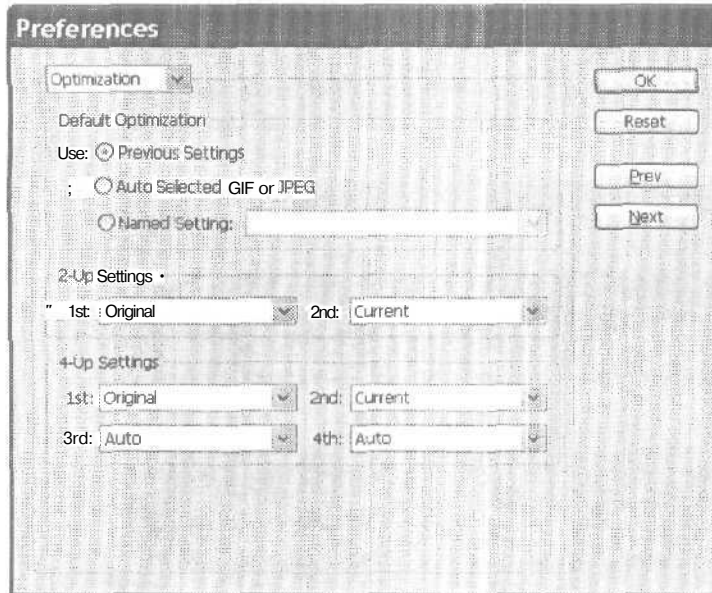 Preferences
Optimization
OK
Default Optimization
Reset
Use: Previous Settings
; Auto Selected GIF or JPEG
Prev
Named Setting:
Next
2-Up Settings •
" 1st: Original 2nd: Current
4-Up Settings
1st: Original 2nd: Current
3rd: Auto 4th: Auto